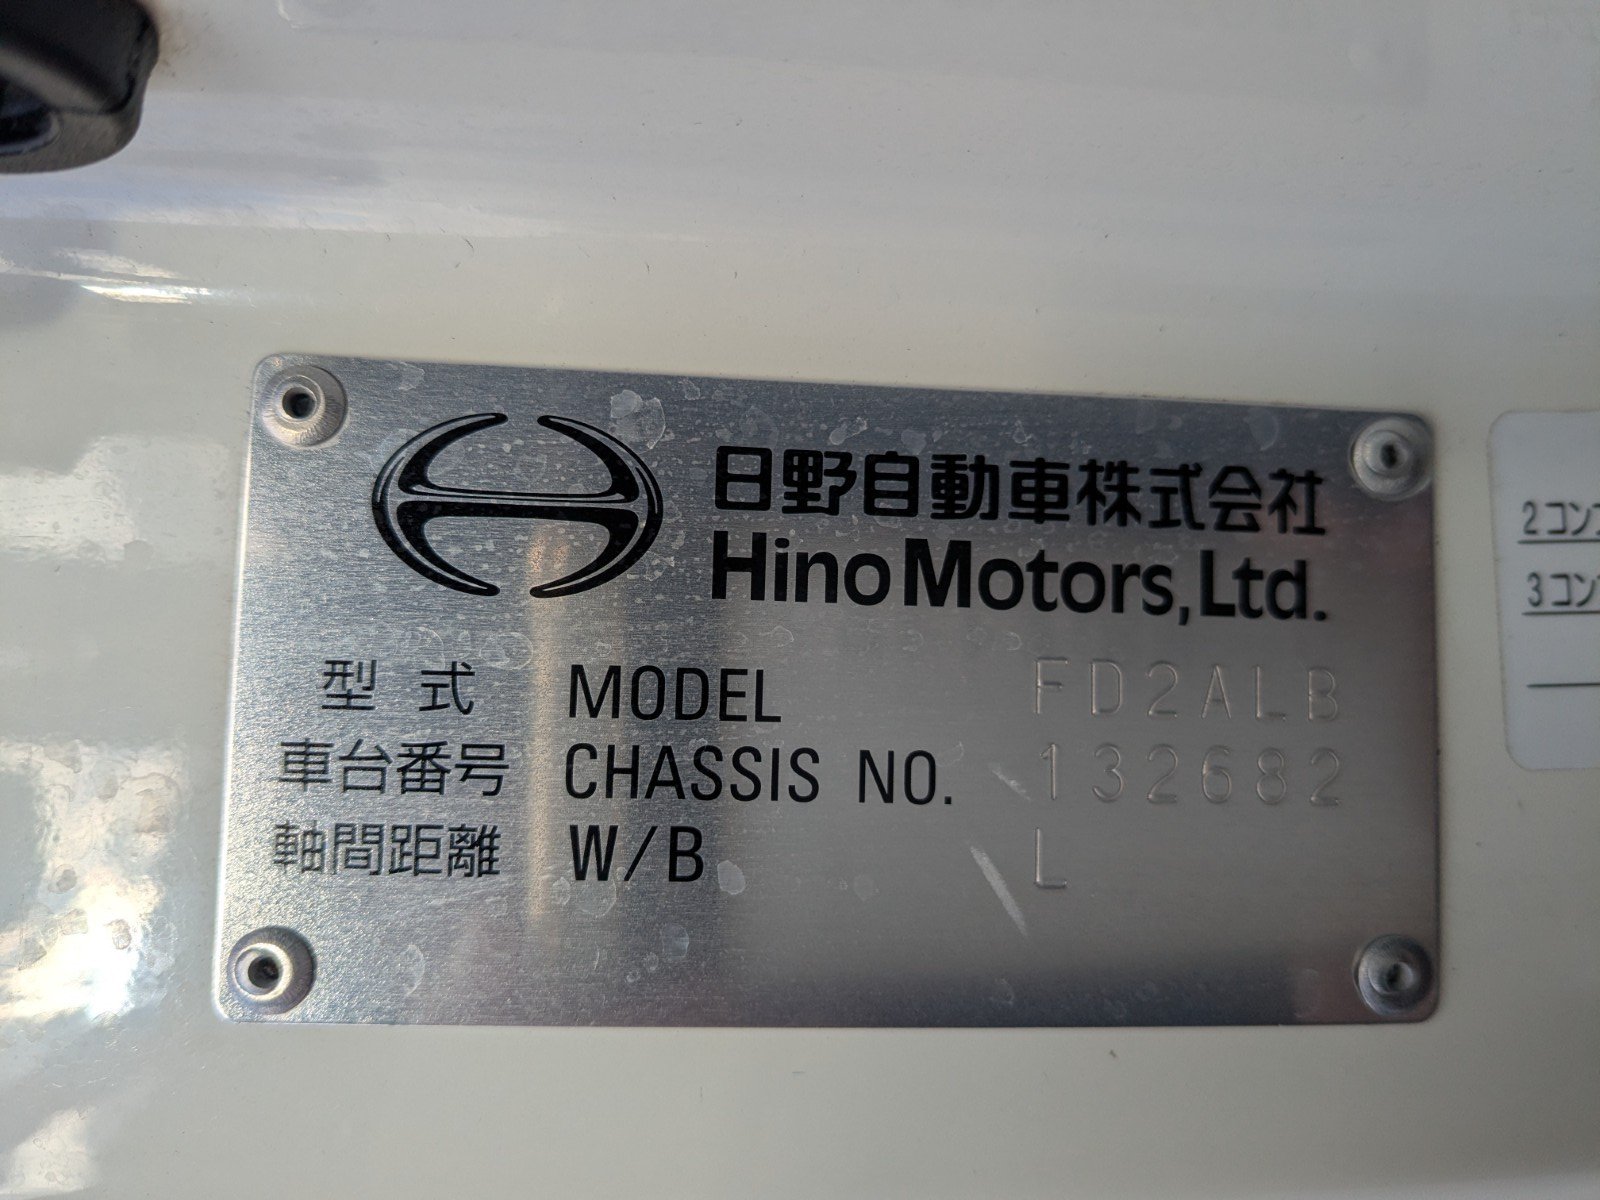 日野自動車株式会社
Hino Motors, Ltd.
型 式 MODEL FD2ALB
車台番号 CHASSIS NO. 132682
軸間距離 W/B L
2コン
3コン